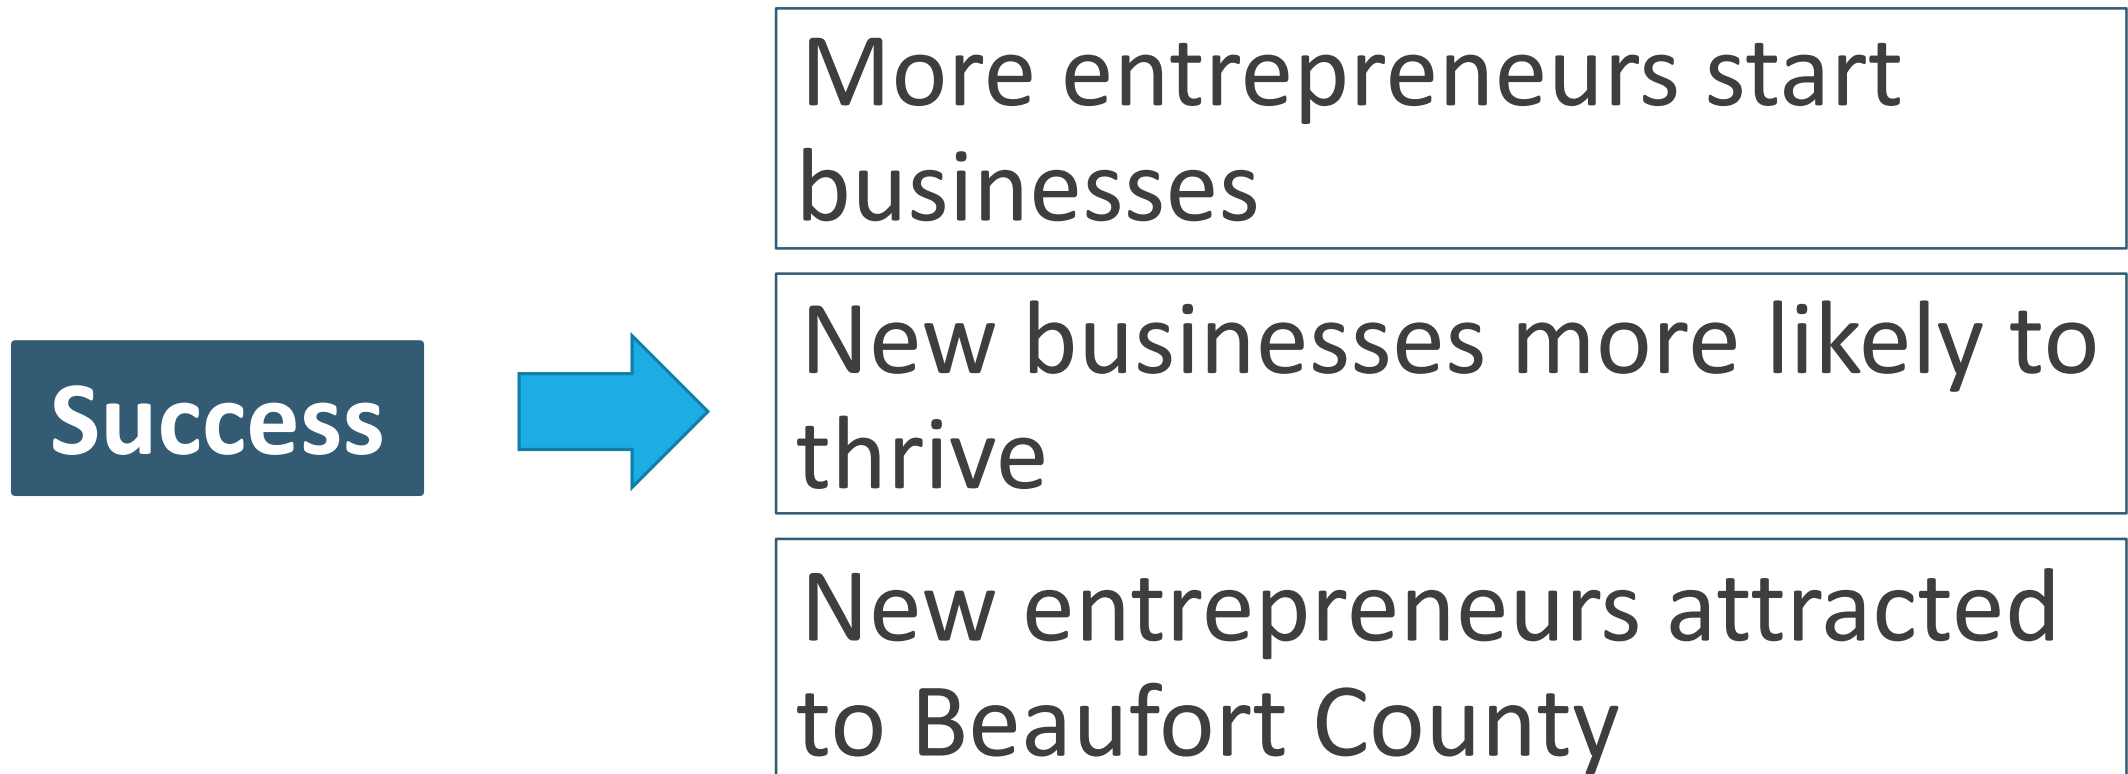 Success
More entrepreneurs start
businesses
New businesses more likely to
thrive
New entrepreneurs attracted
to Beaufort County